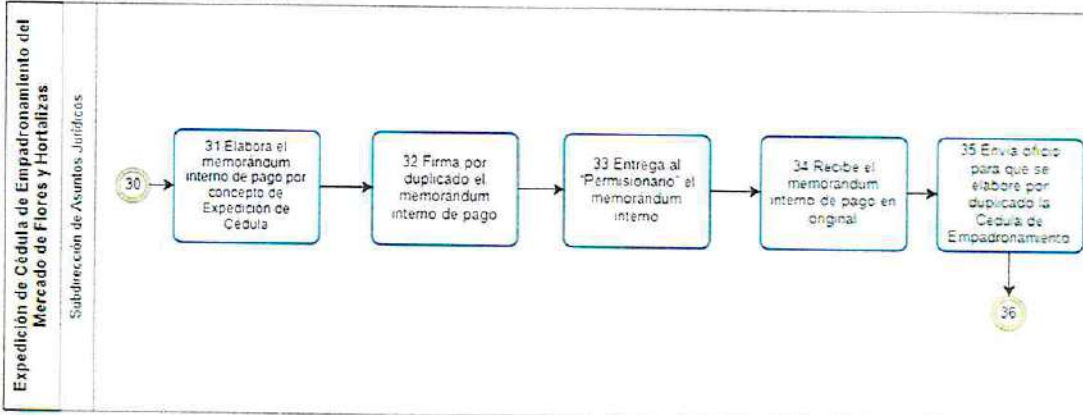 Expedición de Cédula de Empadronamiento del
Mercado de Flores y Hortalizas
Subdirección de Asuntos Jurídicos
30
31 Elabora el
memorándum
interno de pago por
concepto de
Expedición de
Cédula
32 Firma por
duplicado el
memorándum
interno de pago
33 Entrega al
"Permisionario" el
memorándum
interno
34 Recibe el
memorándum
interno de pago en
original
35 Envía oficio
para que se
elabore por
duplicado la
Cedula de
Empadronamiento
36